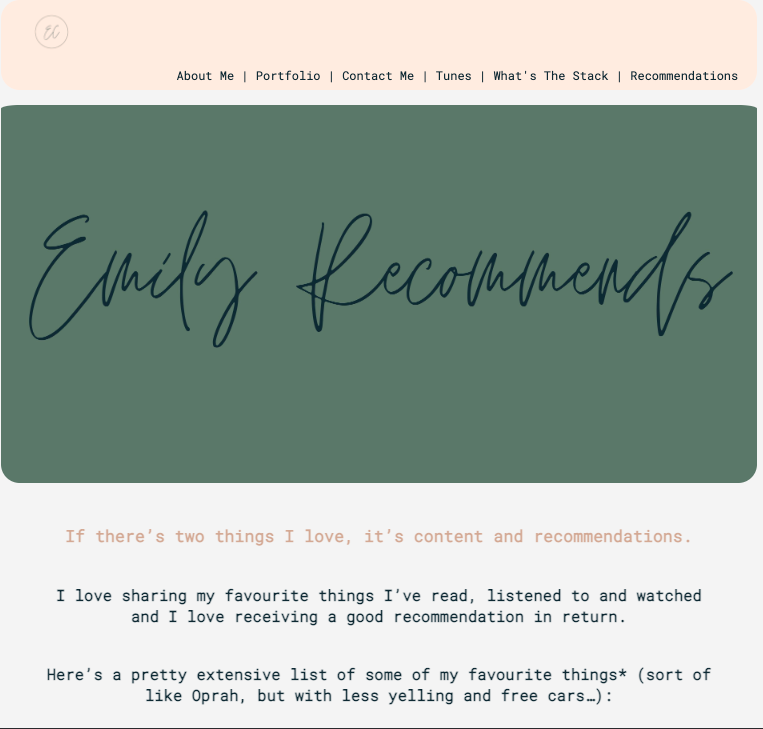 EC
About Me | Portfolio | Contact Me | Tunes | What's The Stack | Recommendations
Emily Recommends
If there’s two things I love, it’s content and recommendations.
I love sharing my favourite things I’ve read, listened to and watched
and I love receiving a good recommendation in return.
Here’s a pretty extensive list of some of my favourite things* (sort of
like Oprah, but with less yelling and free cars…):